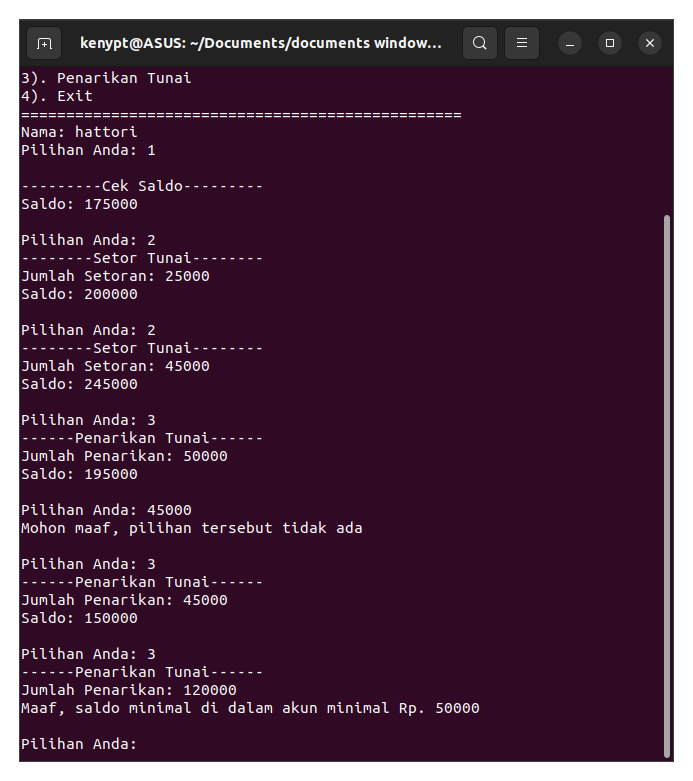 kenypt@ASUS: ~/Documents/documents window...
3). Penarikan Tunai
4). Exit
=================================================
Nama: hattori
Pilihan Anda: 1
---------Cek Saldo---------
Saldo: 175000
Pilihan Anda: 2
--------Setor Tunai--------
Jumlah Setoran: 25000
Saldo: 200000
Pilihan Anda: 2
--------Setor Tunai--------
Jumlah Setoran: 45000
Saldo: 245000
Pilihan Anda: 3
------Penarikan Tunai------
Jumlah Penarikan: 50000
Saldo: 195000
Pilihan Anda: 45000
Mohon maaf, pilihan tersebut tidak ada
Pilihan Anda: 3
------Penarikan Tunai------
Jumlah Penarikan: 45000
Saldo: 150000
Pilihan Anda: 3
------Penarikan Tunai------
Jumlah Penarikan: 120000
Maaf, saldo minimal di dalam akun minimal Rp. 50000
Pilihan Anda: